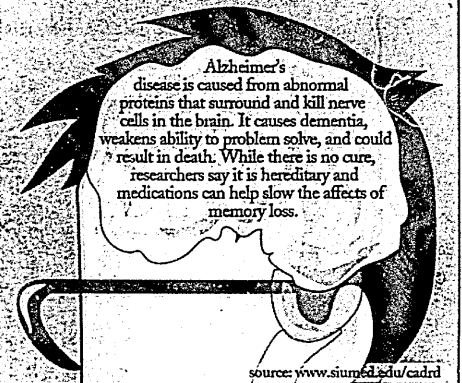 Alzheimer's
disease is caused from abnormal
proteins that surround and kill nerve
cells in the brain. It causes dementia,
weakens ability to problem solve, and could
result in death. While there is no cure,
researchers say it is hereditary and
medications can help slow the affects of
memory loss.
source: www.siumed.edu/cadrd